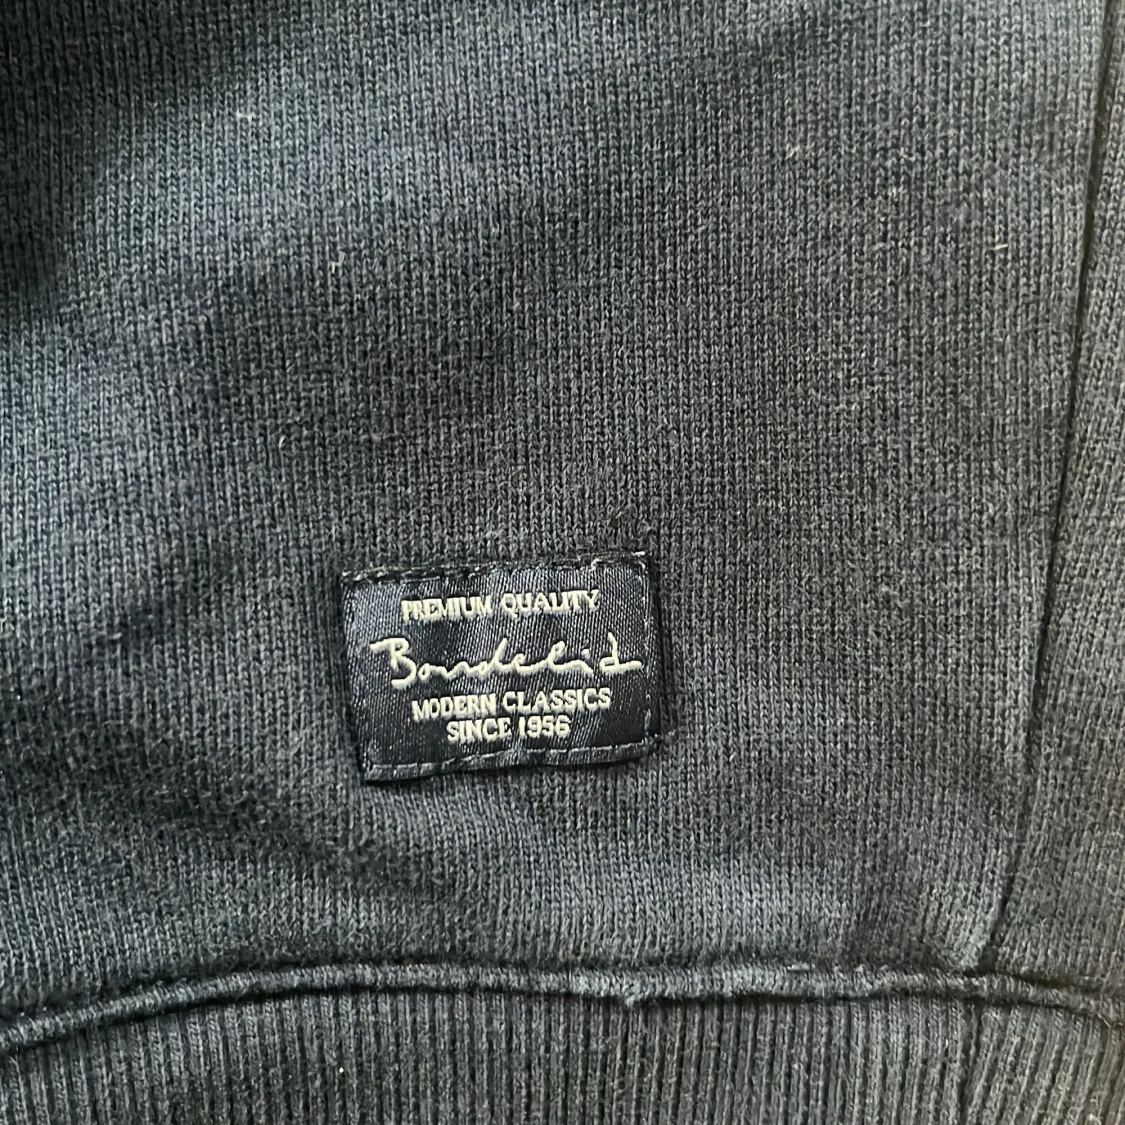 PREMIUM QUALITY
Bondelid
MODERN CLASSICS
SINCE 1956